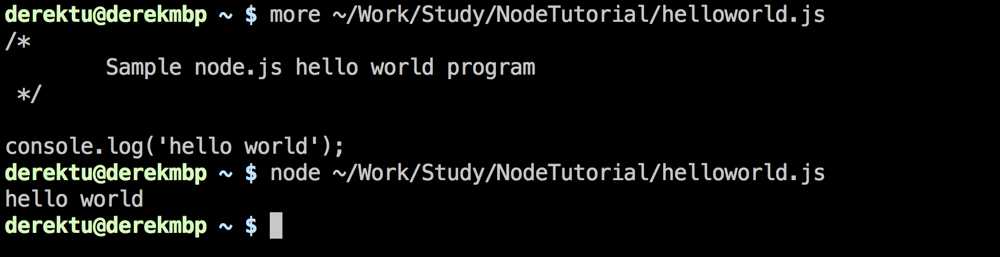 derektu@derekmbp ~ $ more ~/Work/Study/NodeTutorial/helloworld.js
/*
        Sample node.js hello world program
 */

console.log('hello world');
derektu@derekmbp ~ $ node ~/Work/Study/NodeTutorial/helloworld.js
hello world
derektu@derekmbp ~ $